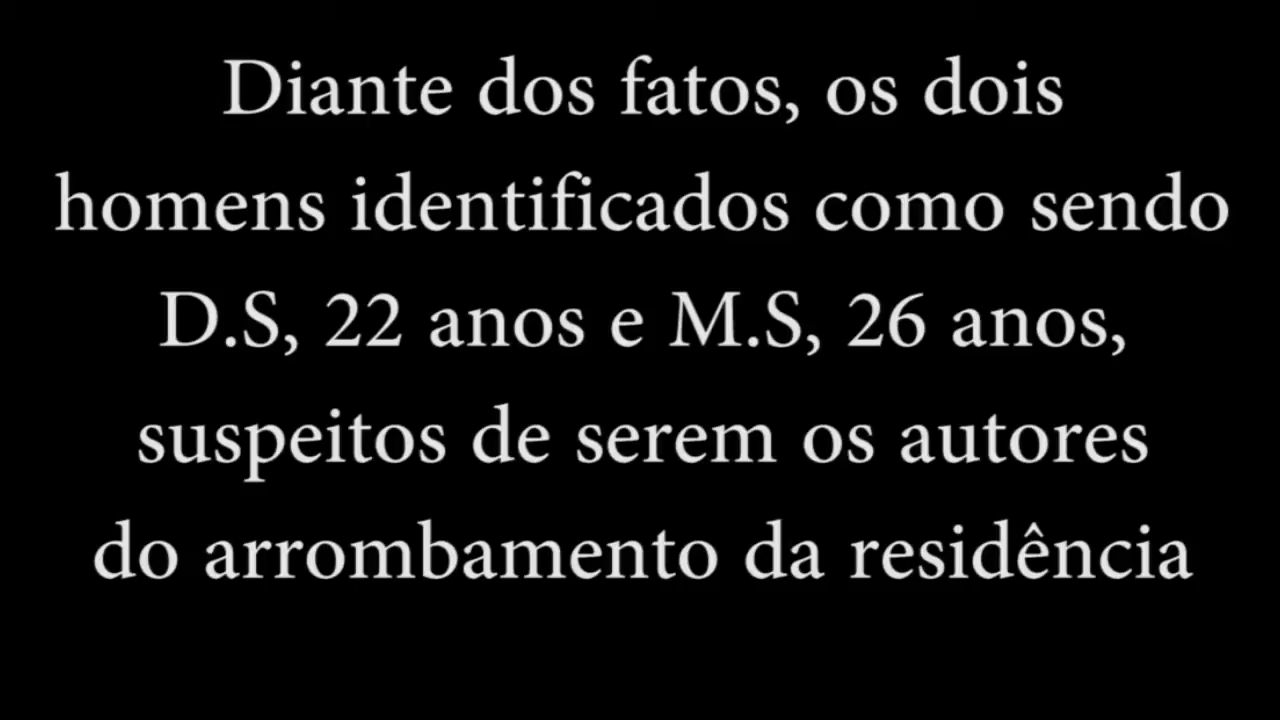 Diante dos fatos, os dois
homens identificados como sendo
D.S, 22 anos e M.S, 26 anos,
suspeitos de serem os autores
do arrombamento da residência